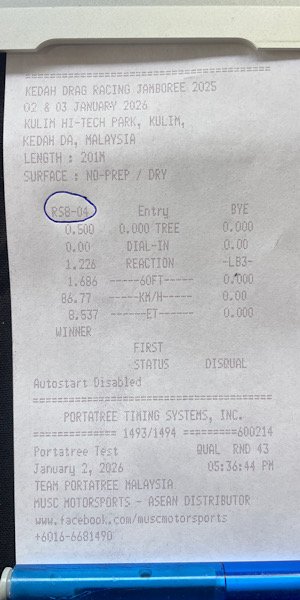 ================================
KEDAH DRAG RACING JAMBOREE 2025
02 & 03 JANUARY 2026
KULIM HI-TECH PARK, KULIM,
KEDAH DA, MALAYSIA
LENGTH : 201M
SURFACE : NO-PREP / DRY
RSB-04 Entry BYE
0.500 0.000 TREE 0.000
0.00 DIAL-IN 0.00
1.226 REACTION -LB3-
1.686 -----60FT----- 0.000
86.77 -----KM/H----- 0.00
8.537 ------ET------ 0.000
WINNER
FIRST
STATUS DISQUAL
Autostart Disabled
================================
PORTATREE TIMING SYSTEMS, INC.
============= 1493/1494 =========600214
Portatree Test QUAL RND 43
January 2, 2026 05:36:44 PM
TEAM PORTATREE MALAYSIA
MUSC MOTORSPORTS - ASEAN DISTRIBUTOR
www.facebook.com/muscmotorsports
+6016-6681490